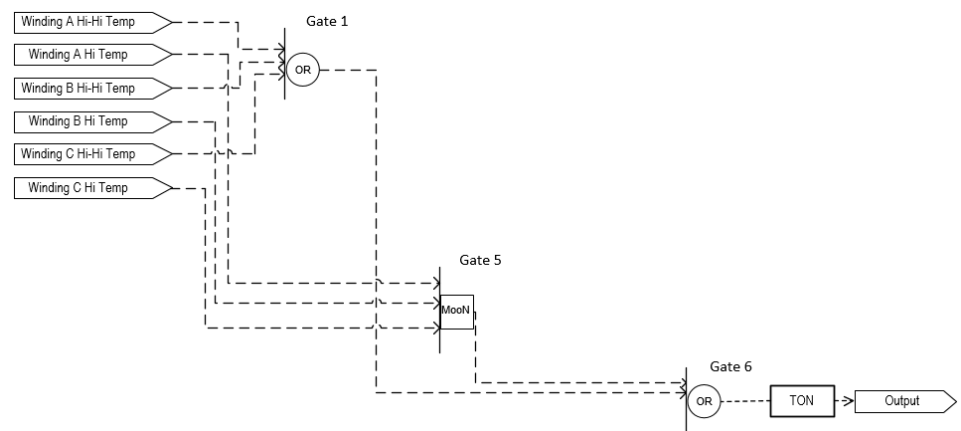 Winding A Hi-Hi Temp
Gate 1
Winding A Hi Temp
OR
Winding B Hi-Hi Temp
Winding B Hi Temp
Winding C Hi-Hi Temp
Winding C Hi Temp
Gate 5
MooN
Gate 6
OR
TON
Output